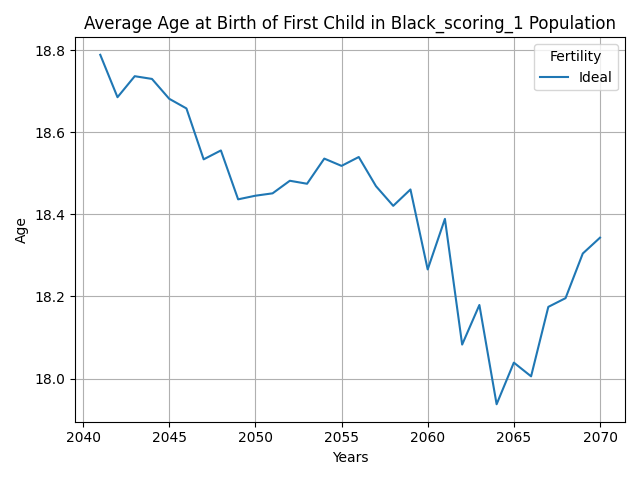 Average Age at Birth of First Child in Black_scoring_1 Population
Fertility
Ideal
Age
18.8
18.6
18.4
18.2
18.0
2040 2045 2050 2055 2060 2065 2070
Years